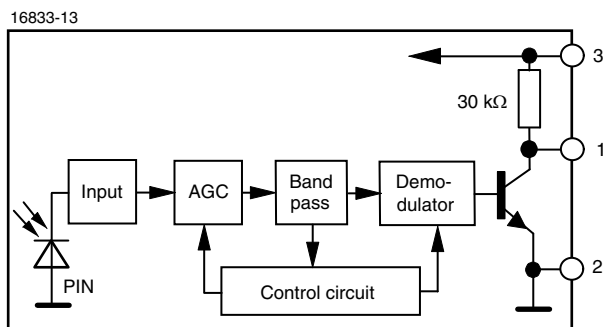 16833-13
3
30 kΩ
1
Input
AGC
Band
pass
Demo-
dulator
2
PIN
Control circuit